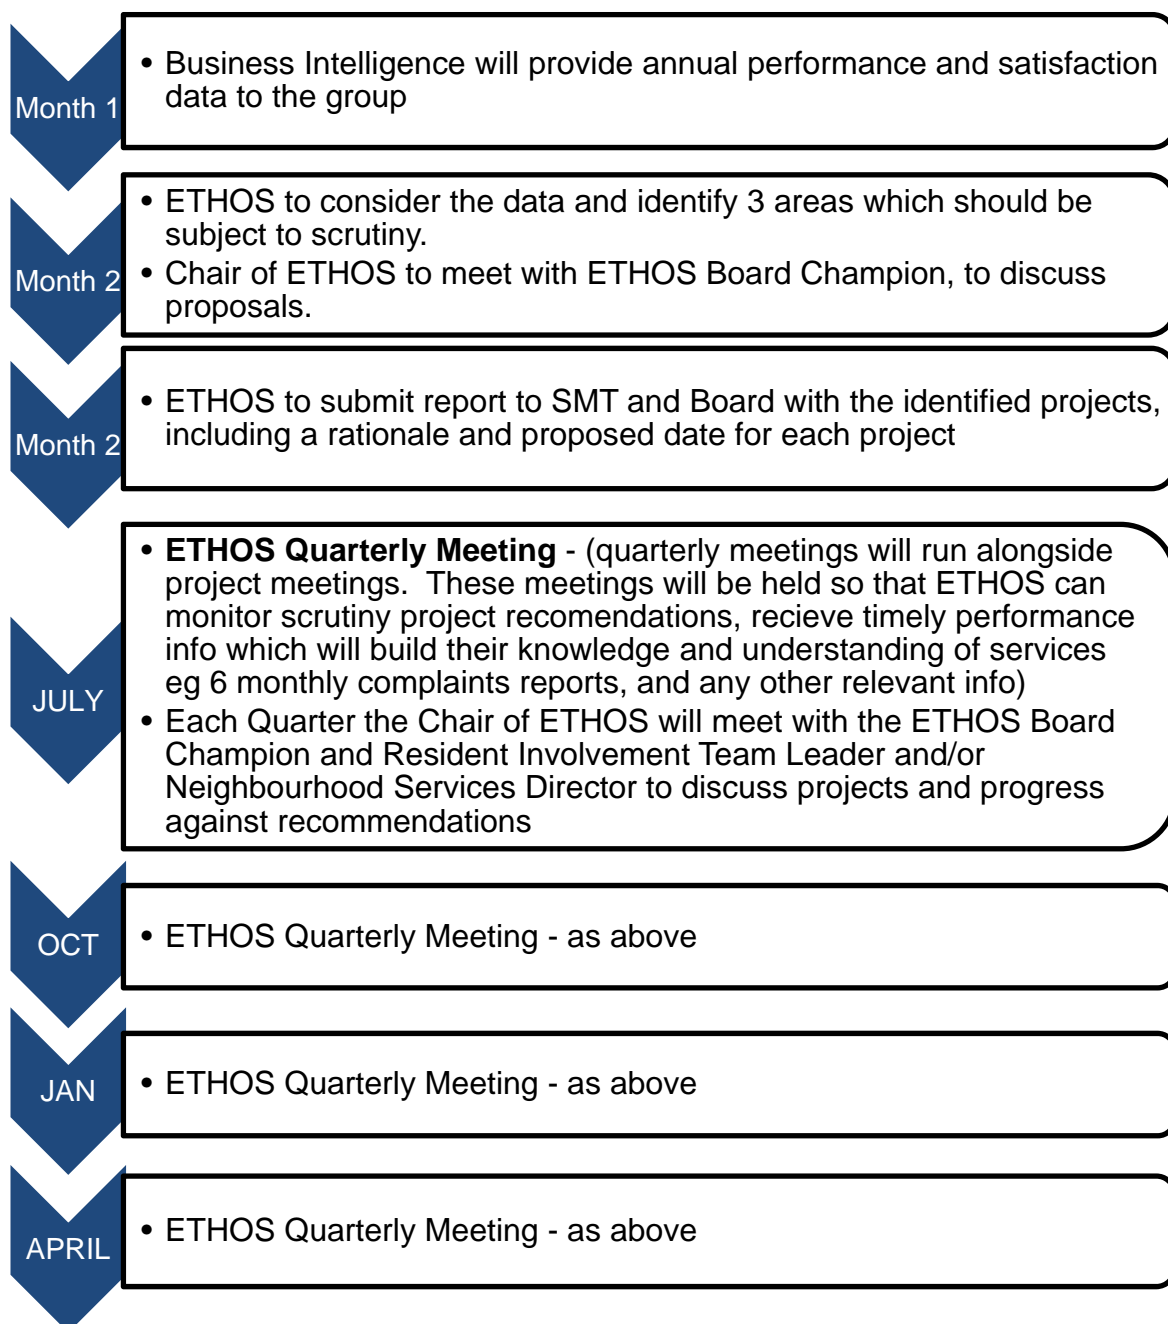 Month 1
• Business Intelligence will provide annual performance and satisfaction
data to the group
Month 2
• ETHOS to consider the data and identify 3 areas which should be
subject to scrutiny.
• Chair of ETHOS to meet with ETHOS Board Champion, to discuss
proposals.
Month 2
• ETHOS to submit report to SMT and Board with the identified projects,
including a rationale and proposed date for each project
JULY
• ETHOS Quarterly Meeting - (quarterly meetings will run alongside
project meetings.  These meetings will be held so that ETHOS can
monitor scrutiny project recomendations, recieve timely performance
info which will build their knowledge and understanding of services
eg 6 monthly complaints reports, and any other relevant info)
• Each Quarter the Chair of ETHOS will meet with the ETHOS Board
Champion and Resident Involvement Team Leader and/or
Neighbourhood Services Director to discuss projects and progress
against recommendations
OCT
• ETHOS Quarterly Meeting - as above
JAN
• ETHOS Quarterly Meeting - as above
APRIL
• ETHOS Quarterly Meeting - as above